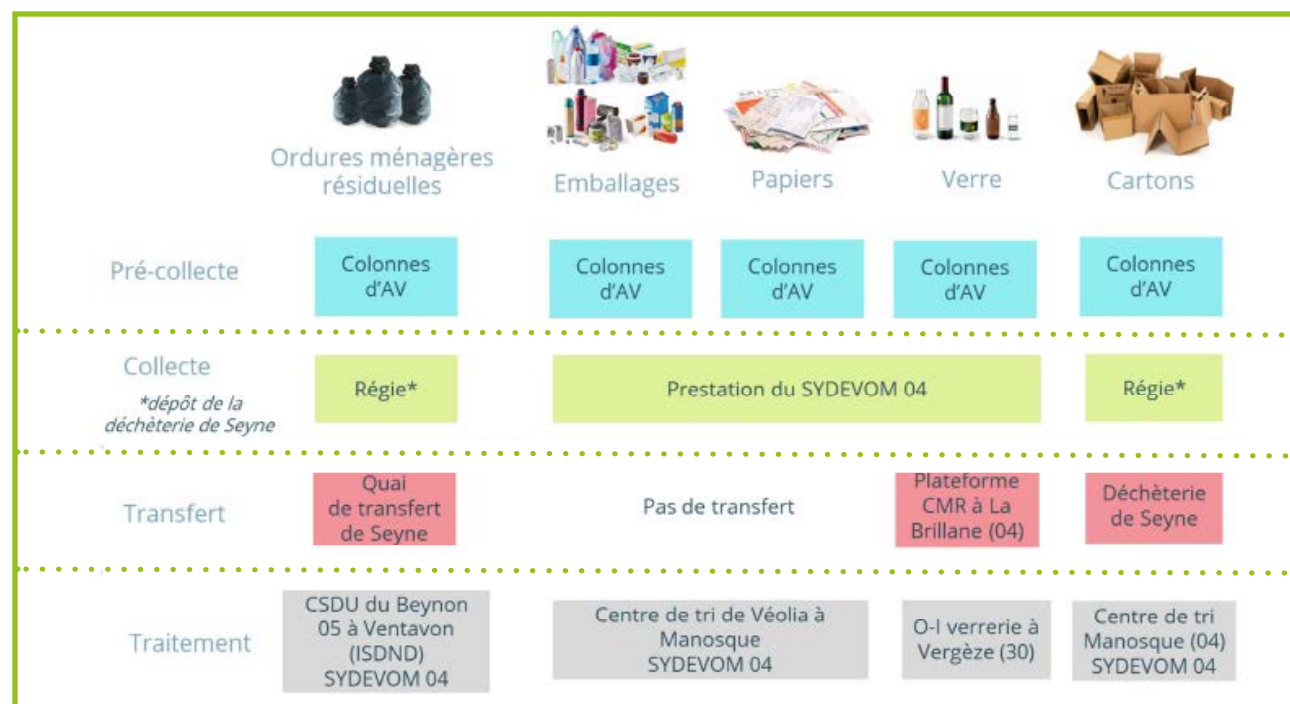 Ordures ménagères
résiduelles
Emballages
Papiers
Verre
Cartons
Pré-collecte
Colonnes
d'AV
Colonnes
d'AV
Colonnes
d'AV
Colonnes
d'AV
Colonnes
d'AV
Collecte
*dépôt de la
déchèterie de Seyne
Régie*
Prestation du SYDEVOM 04
Régie*
Transfert
Quai
de transfert
de Seyne
Pas de transfert
Plateforme
CMR à La
Brillane (04)
Déchèterie
de Seyne
Traitement
CSDU du Beynon
05 à Ventavon
(ISDND)
SYDEVOM 04
Centre de tri de Véolia à
Manosque
SYDEVOM 04
O-I verrerie à
Vergèze (30)
Centre de tri
Manosque (04)
SYDEVOM 04